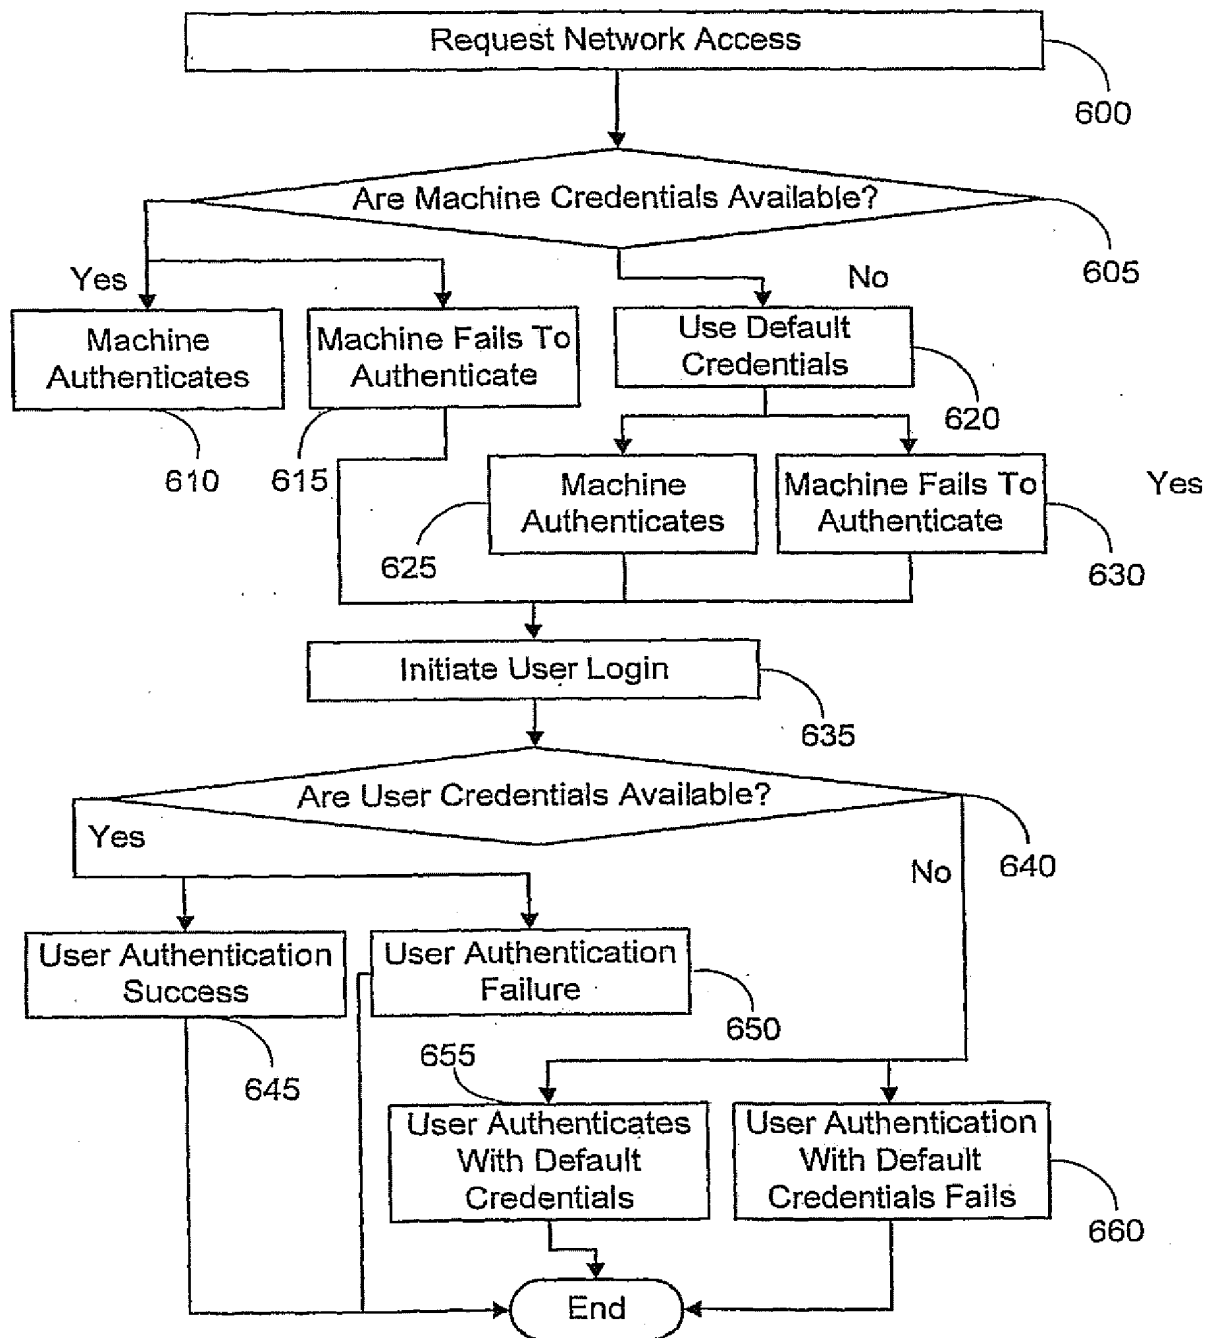 Request Network Access
600
Are Machine Credentials Available?
605
Yes
No
Machine
Authenticates
610
Machine Fails To
Authenticate
615
Use Default
Credentials
620
Machine
Authenticates
625
Machine Fails To
Authenticate
630
Yes
Initiate User Login
635
Are User Credentials Available?
640
Yes
No
User Authentication
Success
645
User Authentication
Failure
650
655
User Authenticates
With Default
Credentials
User Authentication
With Default
Credentials Fails
660
End